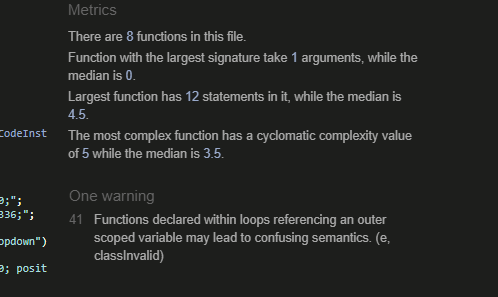 Metrics
There are 8 functions in this file.
Function with the largest signature take 1 arguments, while the
median is 0.
Largest function has 12 statements in it, while the median is
4.5.
CodeInst
The most complex function has a cyclomatic complexity value
of 5 while the median is 3.5.
One warning
0;";
336;";
41 Functions declared within loops referencing an outer
scoped variable may lead to confusing semantics. (e,
opdown")
classInvalid)
0; posit